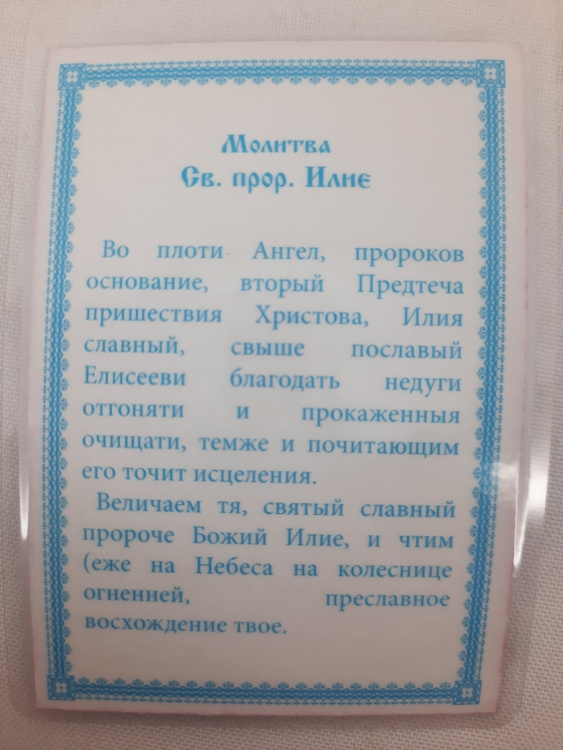 Молитва
Св. прор. Илие
Во плоти Ангел, пророков
основание, вторый Предтеча
пришествия Христова, Илия
славный, свыше пославый
Елисееви благодать недуги
отгоняти и прокаженныя
очищати, темже и почитающим
его точит исцеления.
Величаем тя, святый славный
пророче Божий Илие, и чтим
(еже на Небеса на колеснице
огненней, преславное
восхождение твое.